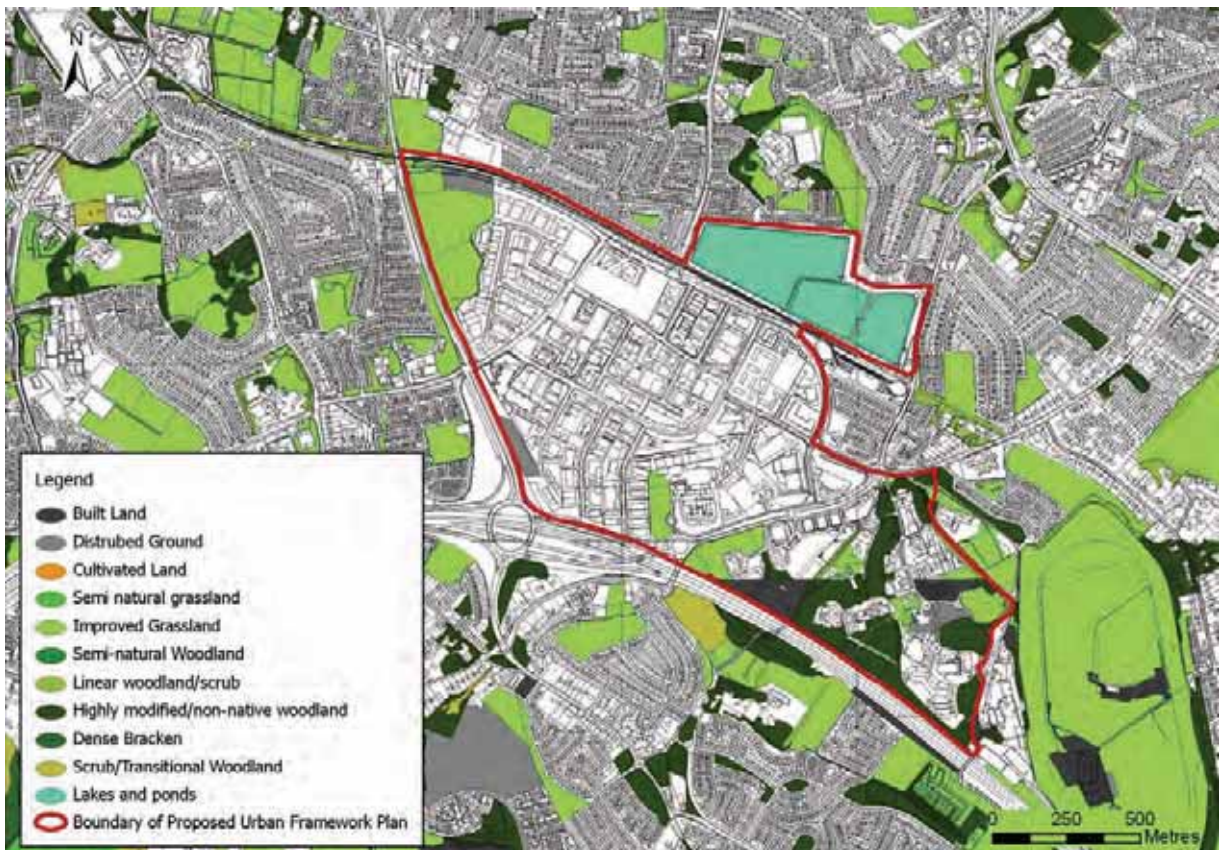 N
Legend
Built Land
Distrubed Ground
Cultivated Land
Semi natural grassland
Improved Grassland
Semi-natural Woodland
Linear woodland/scrub
Highly modified/non-native woodland
Dense Bracken
Scrub/Transitional Woodland
Lakes and ponds
Boundary of Proposed Urban Framework Plan
0 250 500
Metres